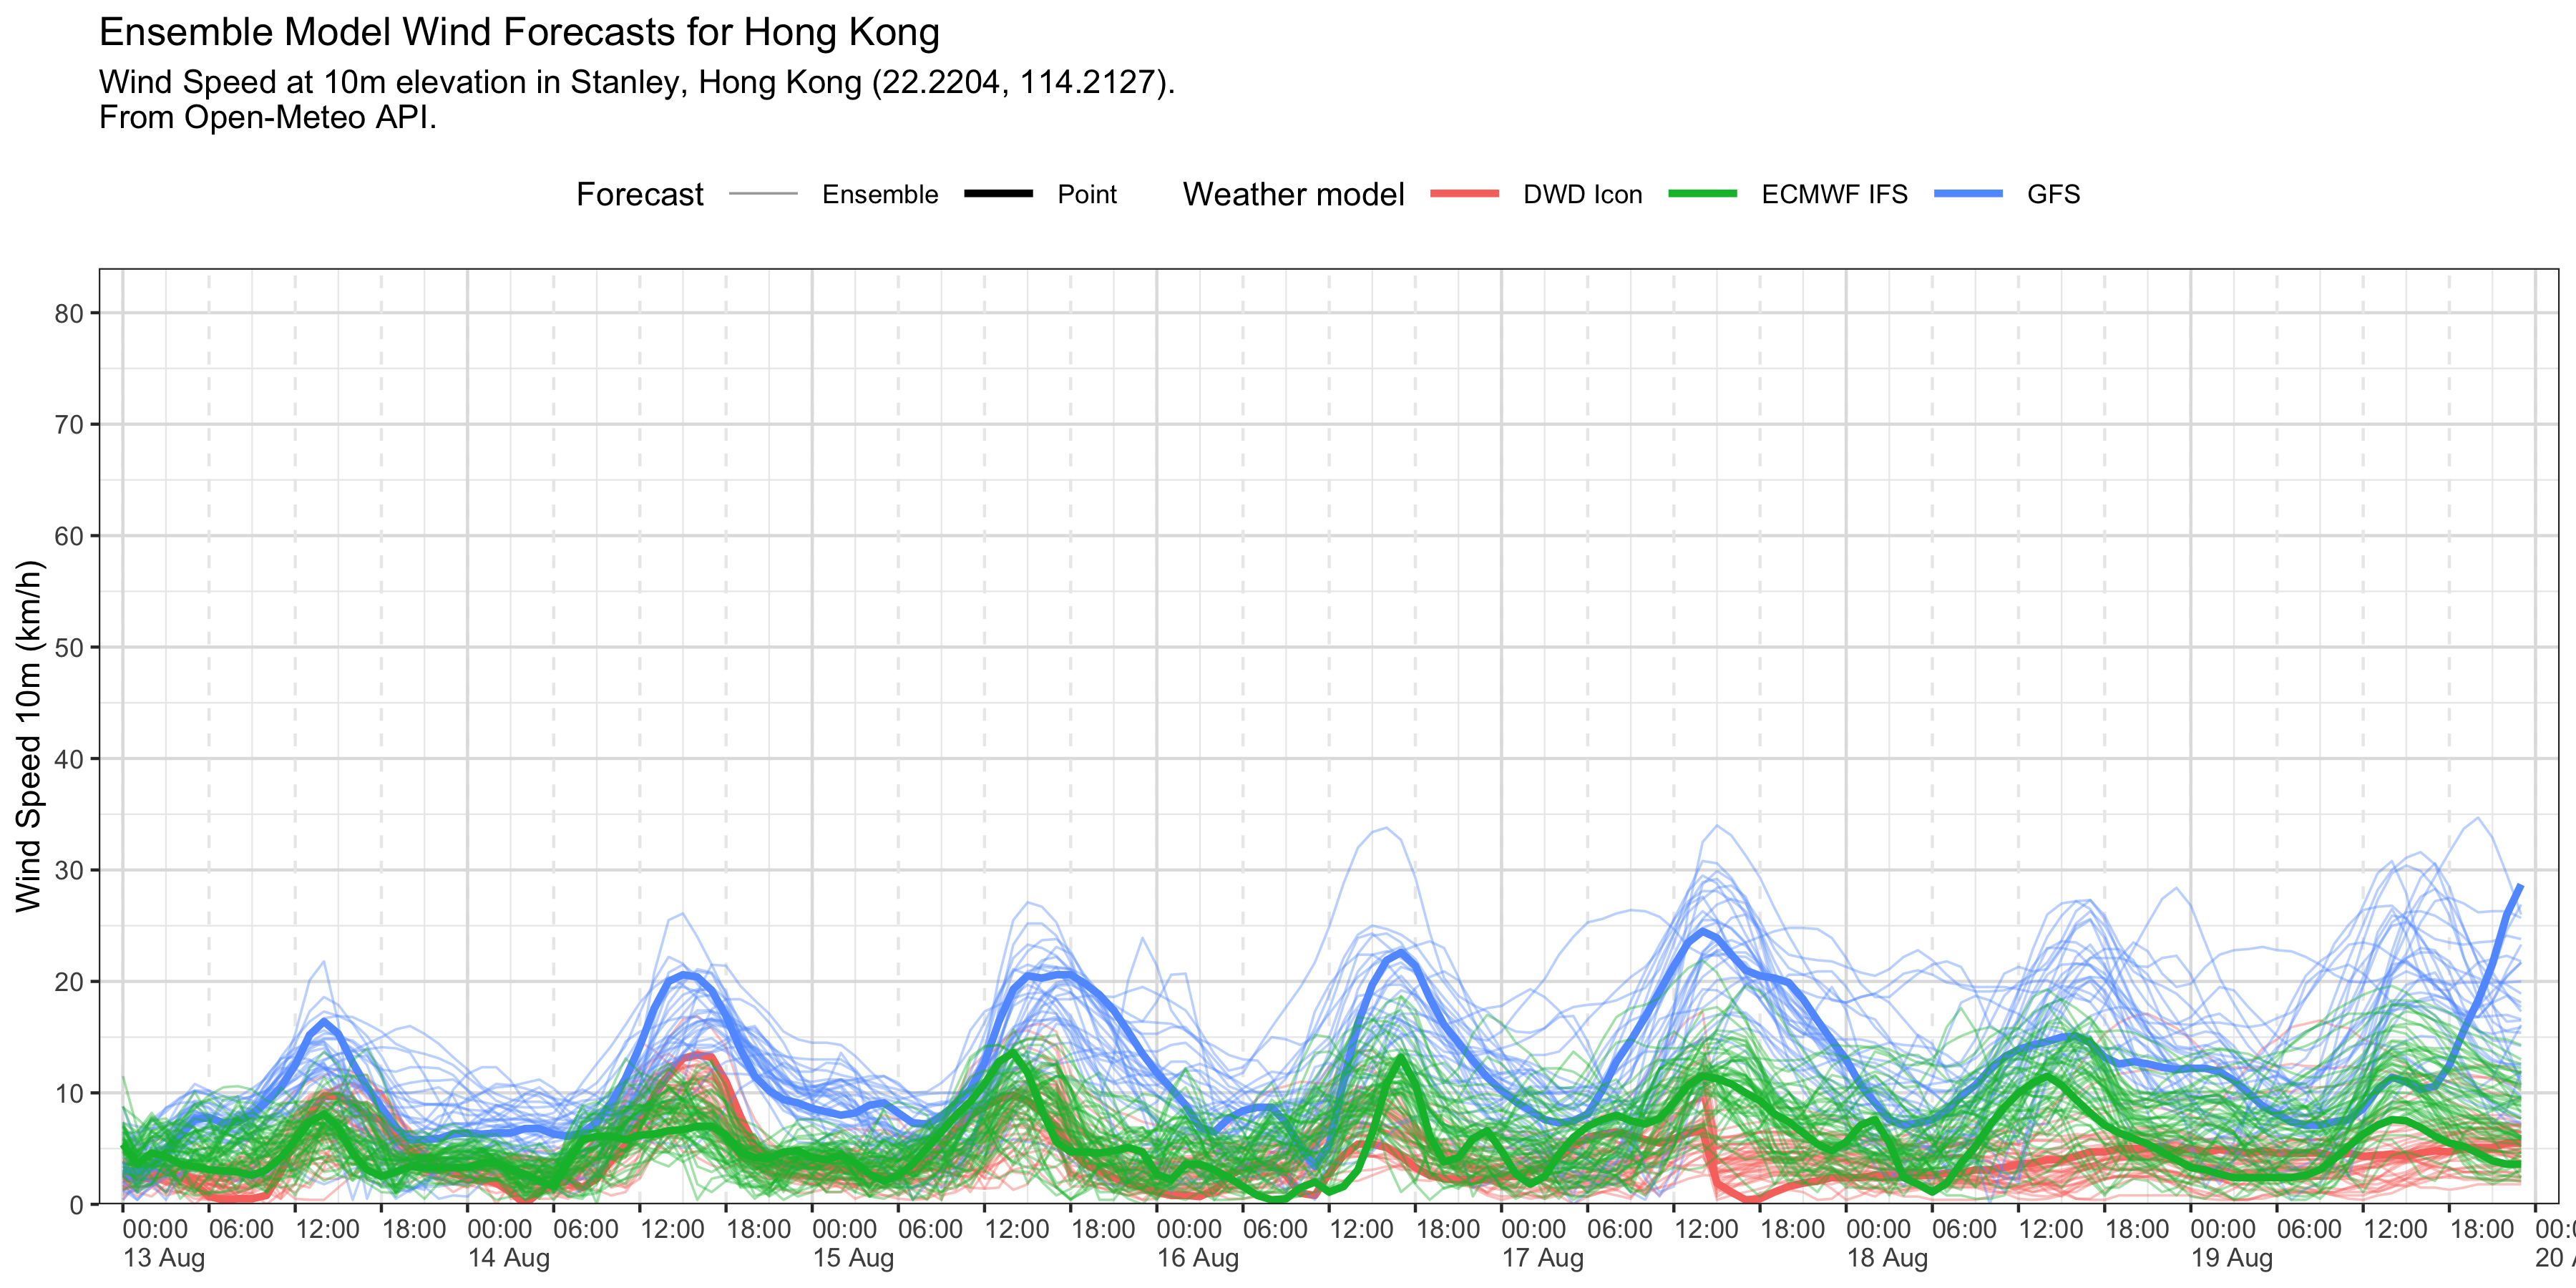 Ensemble Model Wind Forecasts for Hong Kong
Wind Speed at 10m elevation in Stanley, Hong Kong (22.2204, 114.2127).
From Open-Meteo API.
Forecast Ensemble Point Weather model DWD Icon ECMWF IFS GFS
Wind Speed 10m (km/h)
80
70
60
50
40
30
20
10
0
00:00 06:00 12:00 18:00 00:00 06:00 12:00 18:00 00:00 06:00 12:00 18:00 00:00 06:00 12:00 18:00 00:00 06:00 12:00 18:00 00:00 06:00 12:00 18:00 00:00 06:00 12:00 18:00
13 Aug 14 Aug 15 Aug 16 Aug 17 Aug 18 Aug 19 Aug 20